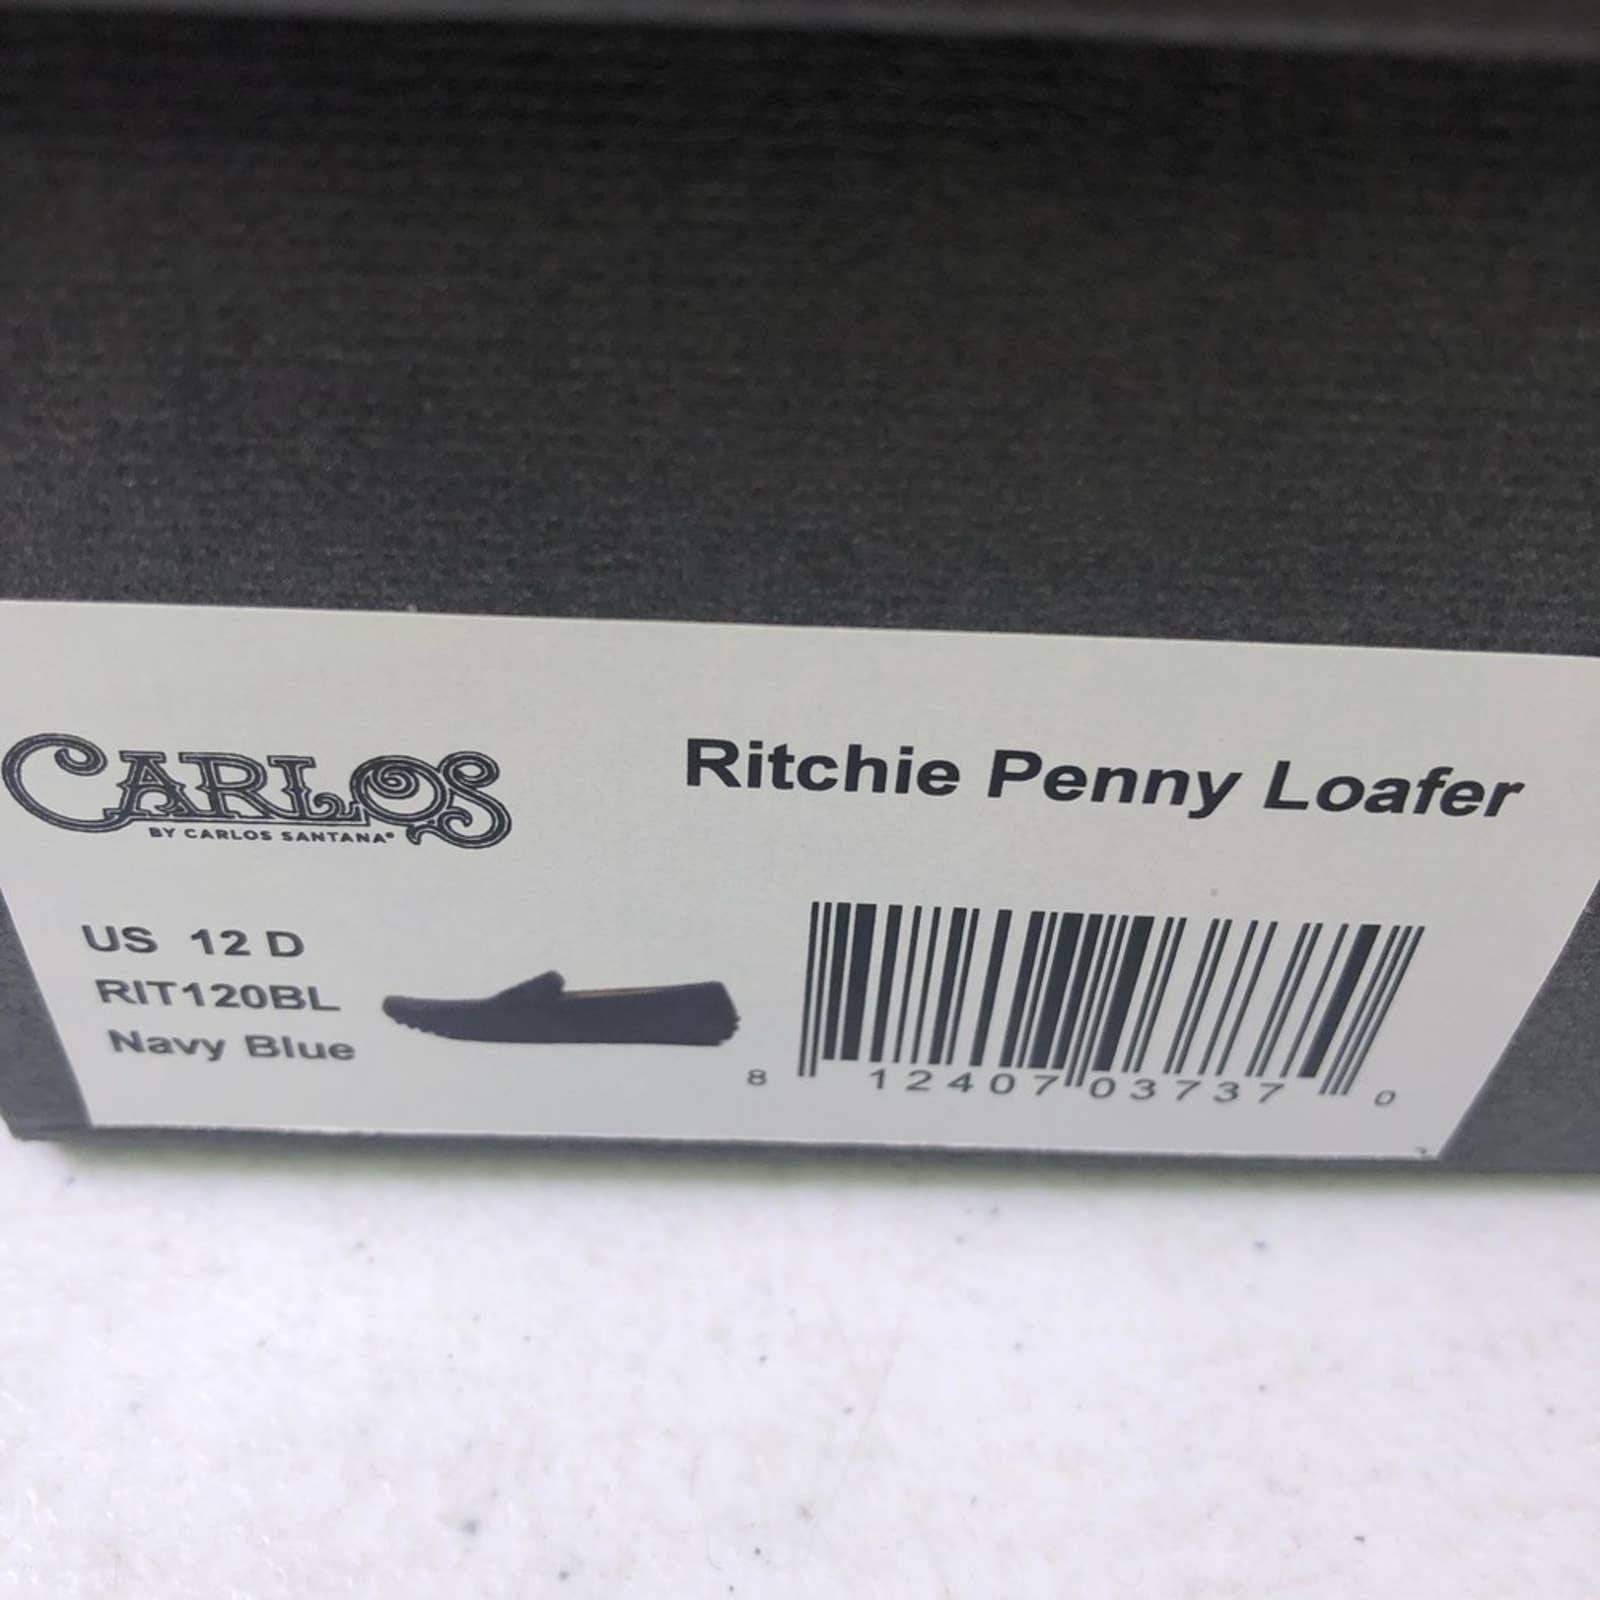 CARLOS
BY CARLOS SANTANA®
Ritchie Penny Loafer
US 12 D
RIT120BL
Navy Blue
8 12407 03737 0